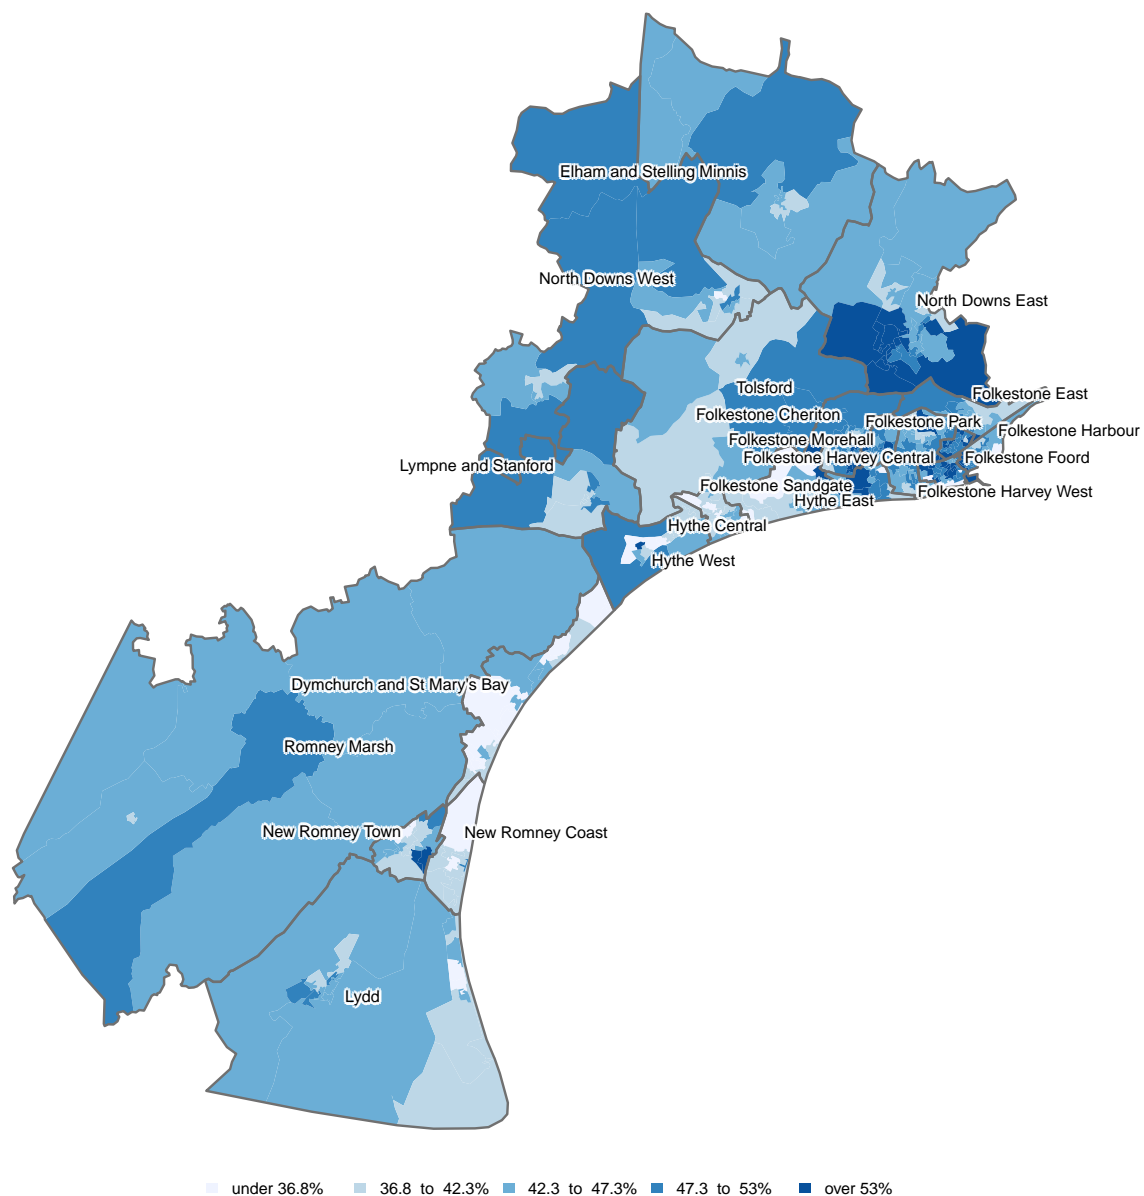 Elham and Stelling Minnis
North Downs West
North Downs East
Tolsford
Folkestone East
Folkestone Cheriton
Folkestone Park
Folkestone Harbour
Folkestone Morehall
Folkestone Harvey Central
Folkestone Foord
Lympne and Stanford
Folkestone Sandgate
Folkestone Harvey West
Hythe East
Hythe Central
Hythe West
Dymchurch and St Mary's Bay
Romney Marsh
New Romney Town
New Romney Coast
Lydd
under 36.8% 36.8 to 42.3% 42.3 to 47.3% 47.3 to 53% over 53%